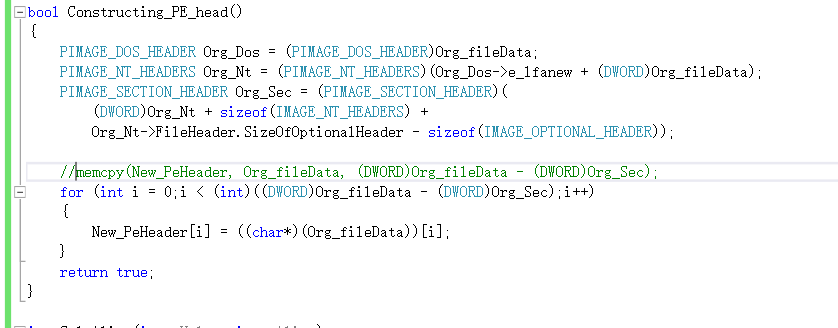 bool Constructing_PE_head()
{
PIMAGE_DOS_HEADER Org_Dos = (PIMAGE_DOS_HEADER)Org_fileData;
PIMAGE_NT_HEADERS Org_Nt = (PIMAGE_NT_HEADERS)(Org_Dos->e_lfanew + (DWORD)Org_fileData);
PIMAGE_SECTION_HEADER Org_Sec = (PIMAGE_SECTION_HEADER)(
(DWORD)Org_Nt + sizeof(IMAGE_NT_HEADERS) +
Org_Nt->FileHeader.SizeOfOptionalHeader - sizeof(IMAGE_OPTIONAL_HEADER));
//memcpy(New_PeHeader, Org_fileData, (DWORD)Org_fileData - (DWORD)Org_Sec);
for (int i = 0;i < (int)((DWORD)Org_fileData - (DWORD)Org_Sec);i++)
{
New_PeHeader[i] = ((char*)(Org_fileData))[i];
}
return true;
}